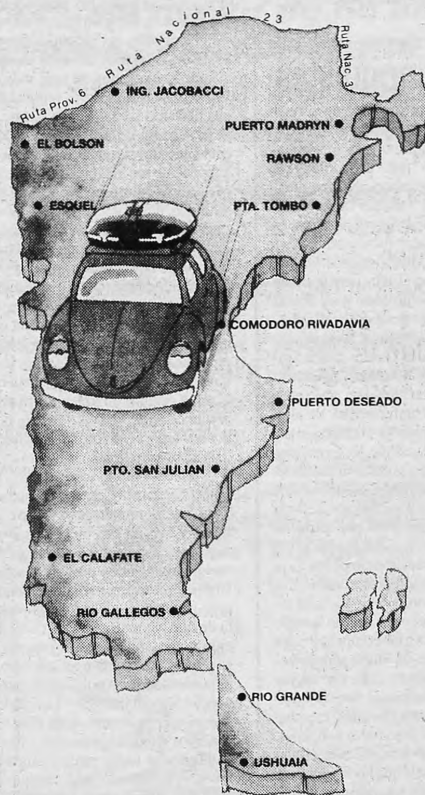 Ruta Prov. 6
Ruta Nacional 23
Ruta Nac. 3
ING. JACOBACCI
PUERTO MADRYN
EL BOLSON
RAWSON
ESQUEL
PTA. TOMBO
COMODORO RIVADAVIA
PUERTO DESEADO
PTO. SAN JULIAN
EL CALAFATE
RIO GALLEGOS
RIO GRANDE
USHUAIA